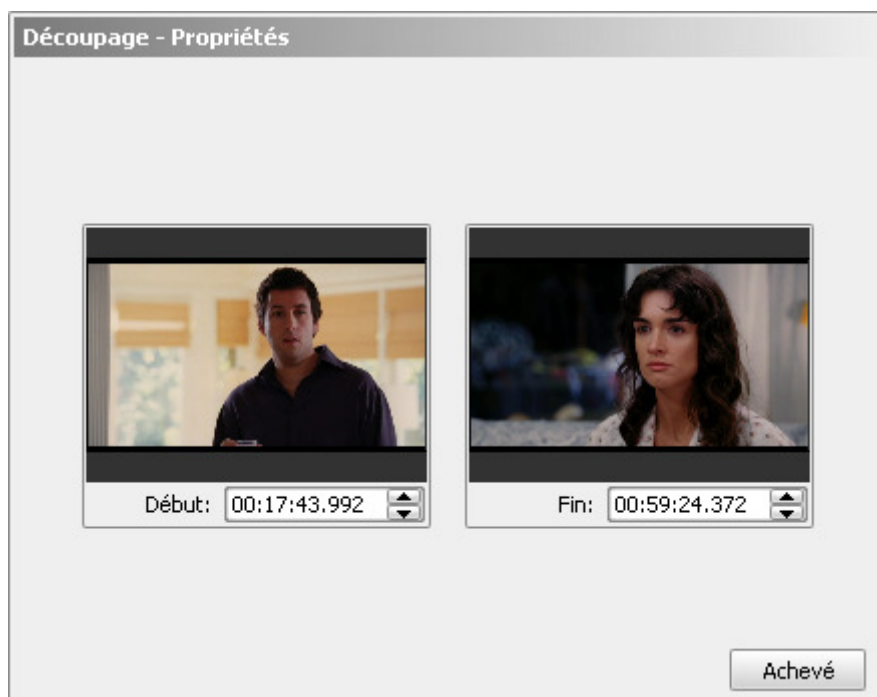 Découpage - Propriétés
Début: 00:17:43.992
Fin: 00:59:24.372
Achevé